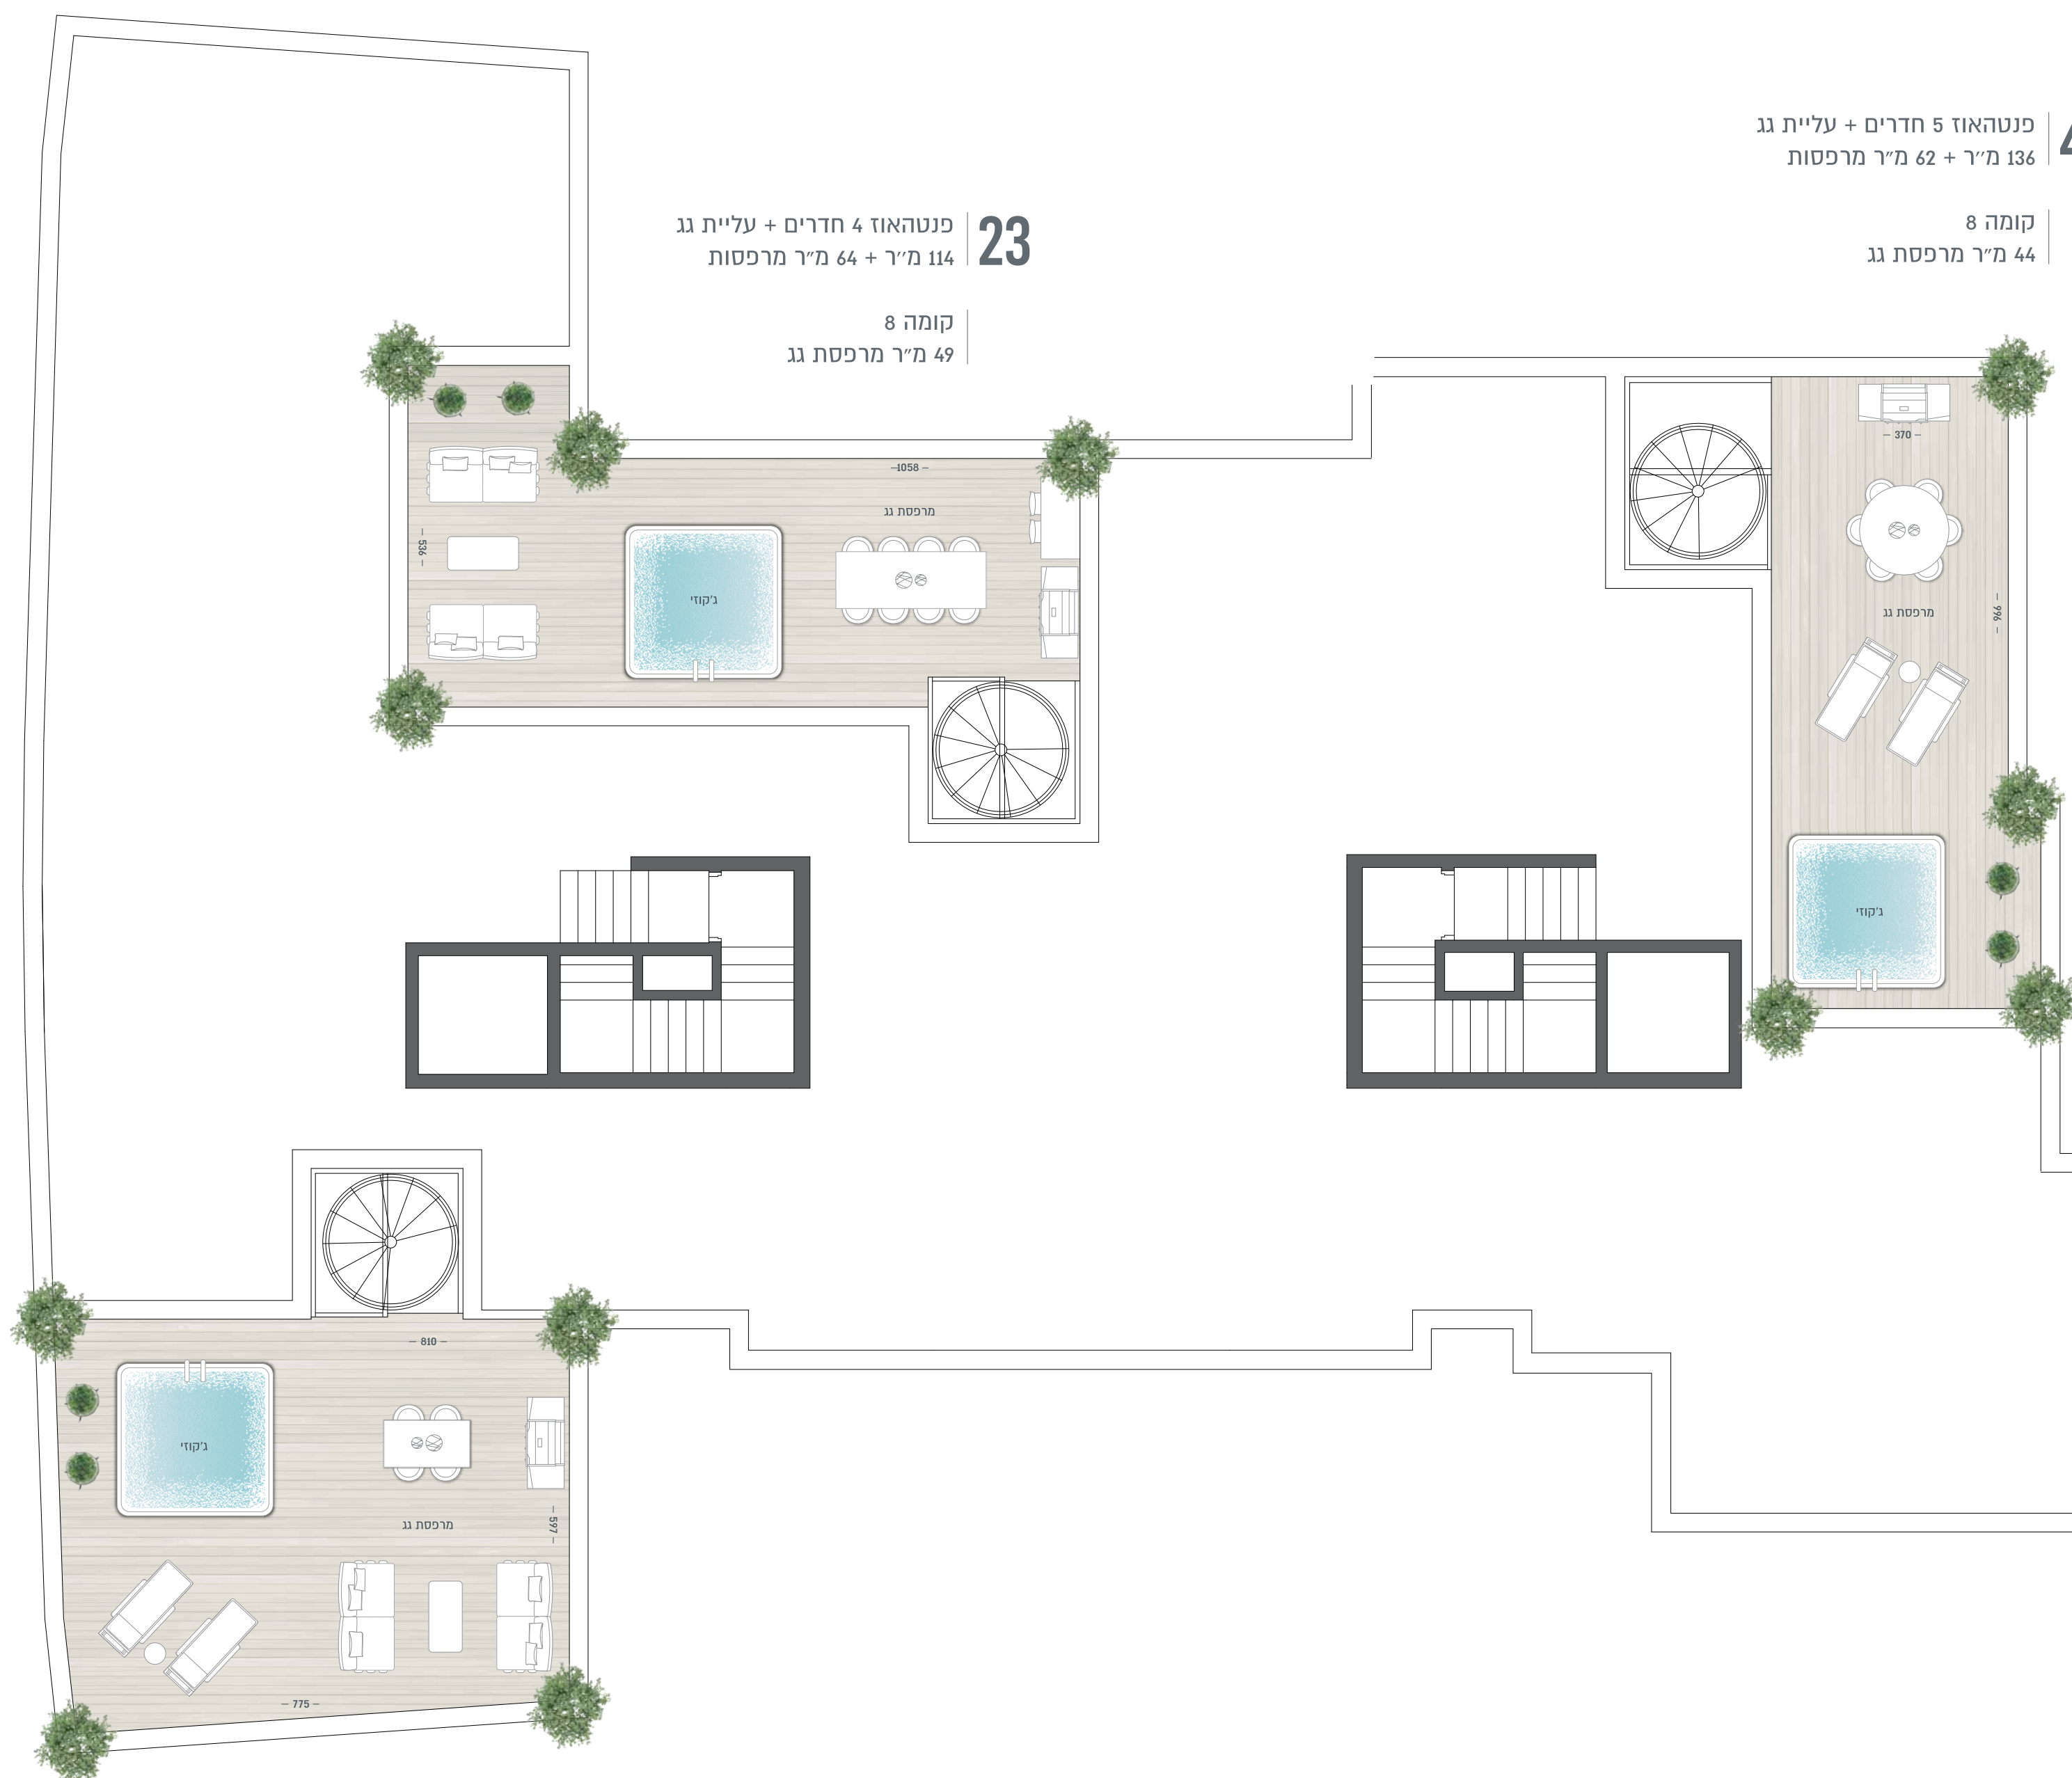 23
פנטהאוז 4 חדרים + עליית גג
114 מ״ר + 64 מ״ר מרפסות
קומה 8
49 מ״ר מרפסת גג
פנטהאוז 5 חדרים + עליית גג
136 מ״ר + 62 מ״ר מרפסות
קומה 8
44 מ״ר מרפסת גג
1058
מרפסת גג
536
ג'קוזי
370
מרפסת גג
966
ג'קוזי
810
ג'קוזי
מרפסת גג
597
775